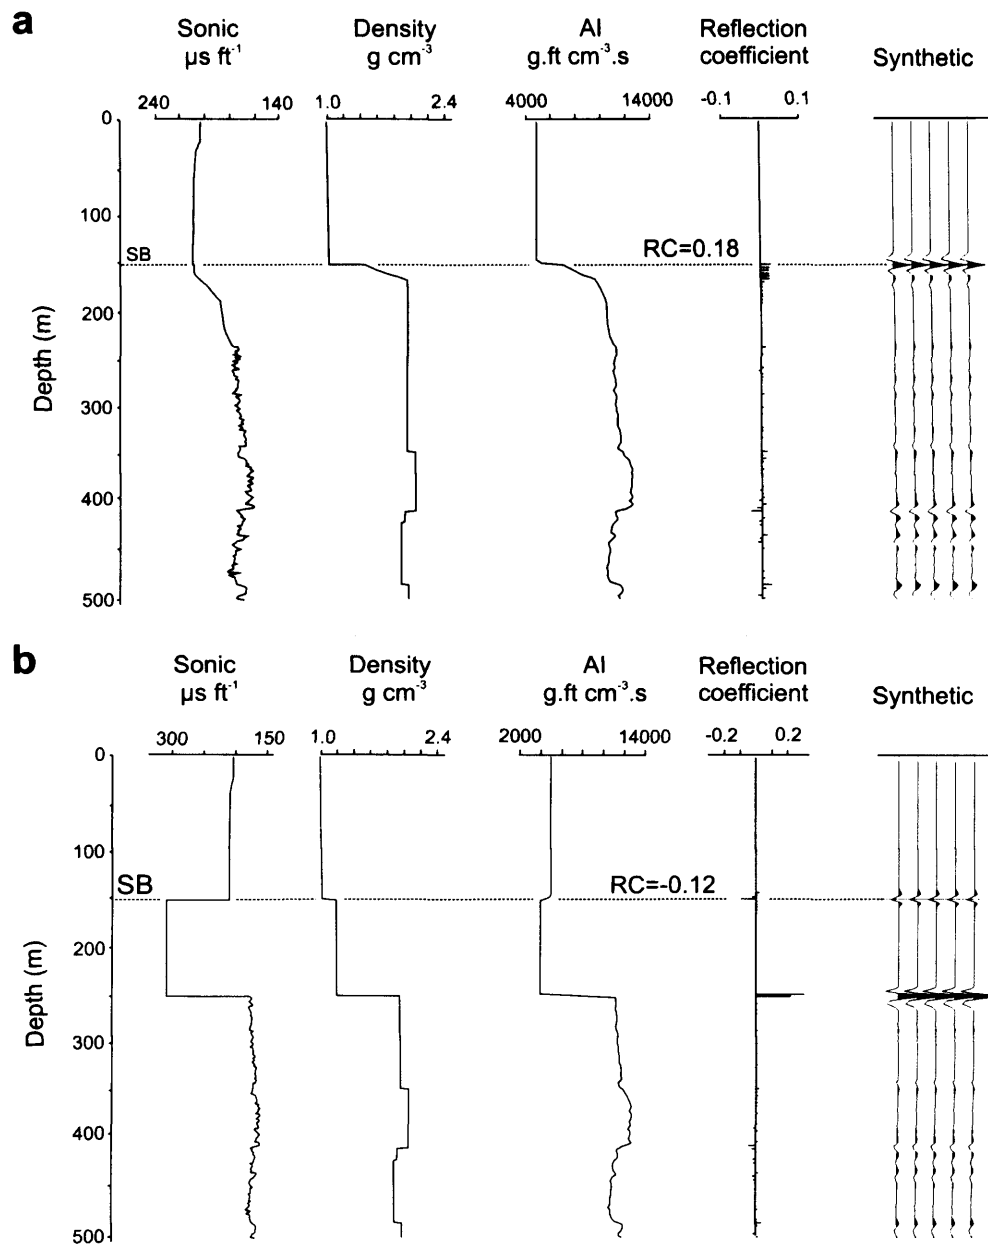 a
Sonic Density AI Reflection coefficient Synthetic
µs ft⁻¹ g cm⁻³ g.ft cm⁻³.s
240 140 1.0 2.4 4000 14000 -0.1 0.1
0
100
SB RC=0.18
200
Depth (m)
300
400
500
b
Sonic Density AI Reflection coefficient Synthetic
µs ft⁻¹ g cm⁻³ g.ft cm⁻³.s
300 150 1.0 2.4 2000 14000 -0.2 0.2
0
100
SB RC=-0.12
200
Depth (m)
300
400
500